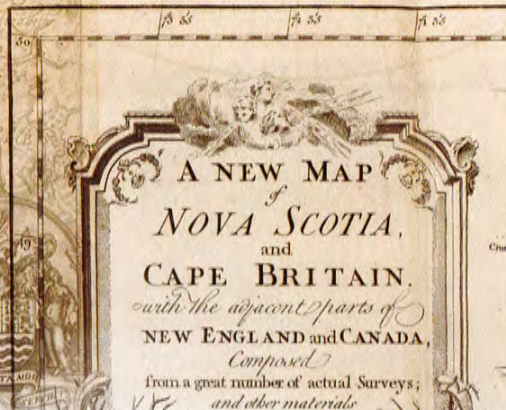 50
A NEW MAP
of
NOVA SCOTIA,
and
CAPE BRITAIN.
with the adjacent parts of
NEW ENGLAND and CANADA,
Composed
from a great number of actual Surveys;
and other materials